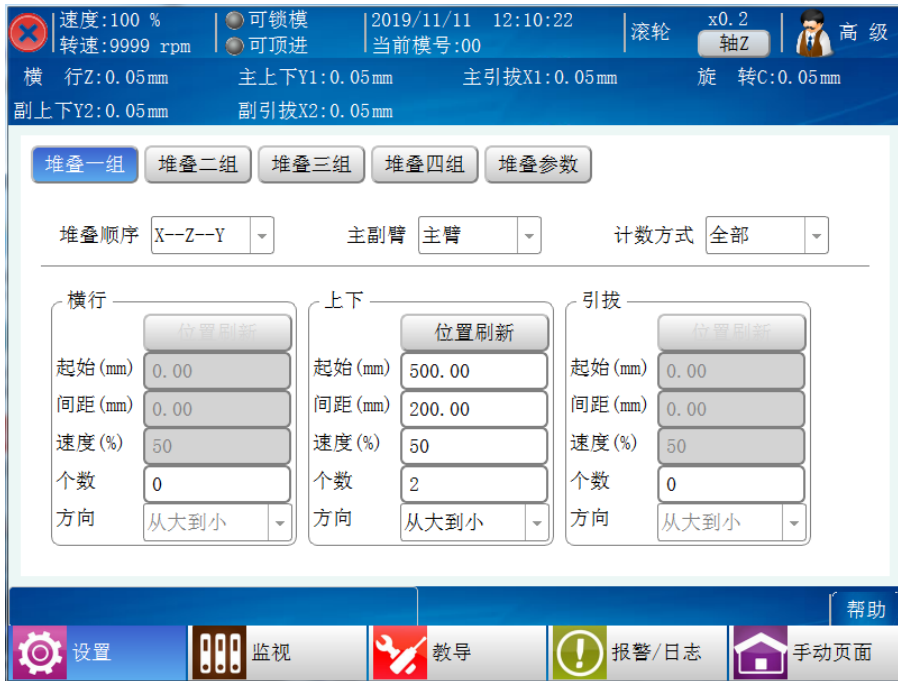 速度:100 % 可锁模 2019/11/11 12:10:22 滚轮 x0.2 高 级
转速:9999 rpm 可顶进 当前模号:00 轴Z
横 行Z:0.05mm 主上下Y1:0.05mm 主引拔X1:0.05mm 旋 转C:0.05mm
副上下Y2:0.05mm 副引拔X2:0.05mm
堆叠一组 堆叠二组 堆叠三组 堆叠四组 堆叠参数
堆叠顺序 X--Z--Y 主副臂 主臂 计数方式 全部
横行 上下 引拔
位置刷新 位置刷新 位置刷新
起始(mm) 0.00 起始(mm) 500.00 起始(mm) 0.00
间距(mm) 0.00 间距(mm) 200.00 间距(mm) 0.00
速度(%) 50 速度(%) 50 速度(%) 50
个数 0 个数 2 个数 0
方向 从大到小 方向 从大到小 方向 从大到小
帮助
设置 监视 教导 报警/日志 手动页面